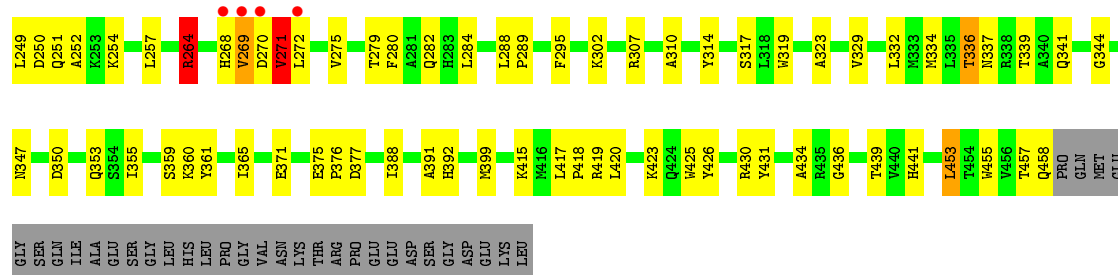 L249 D250 Q251 A252 K253 K254 L257 R264 H268 V269 D270 V271 L272 V275 T279 F280 A281 Q282 H283 L284 L288 P289 F295 K302 R307 A310 Y314 S317 L318 W319 A323 V329 L332 M333 M334 L335 T336 N337 R338 T339 A340 Q341 G344
N347 D350 Q353 S354 I355 S359 K360 Y361 I365 E371 E375 P376 D377 I388 A391 H392 M399 K415 M416 L417 P418 R419 L420 K423 Q424 W425 Y426 R430 Y431 A434 R435 G436 T439 V440 H441 L453 T454 W455 V456 T457 Q458 PRO GLN MET GLU
GLY SER GLN ILE ALA GLU SER GLY LEU HIS LEU PRO GLY VAL ASN LYS THR ARG PRO GLU GLU ASP SER GLY ASP GLU LYS LEU